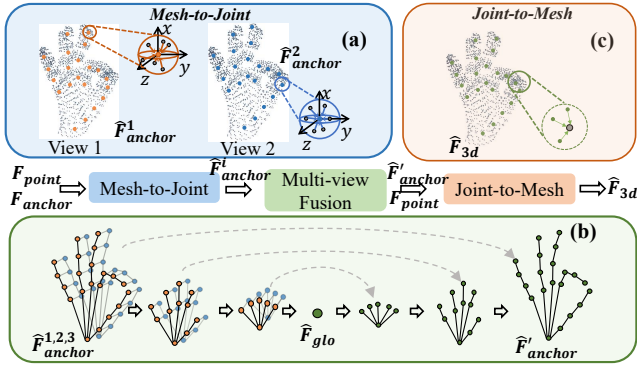 Mesh-to-Joint
(a)
x
y
z
F̂¹anchor
View 1
F̂²anchor
x
y
z
View 2
Joint-to-Mesh
(c)
F̂3d
Fpoint
Fanchor
Mesh-to-Joint
F̂ⁱanchor
Multi-view
Fusion
F̂′anchor
Fpoint
Joint-to-Mesh
F̂3d
(b)
F̂¹,²,³anchor
F̂glo
F̂′anchor